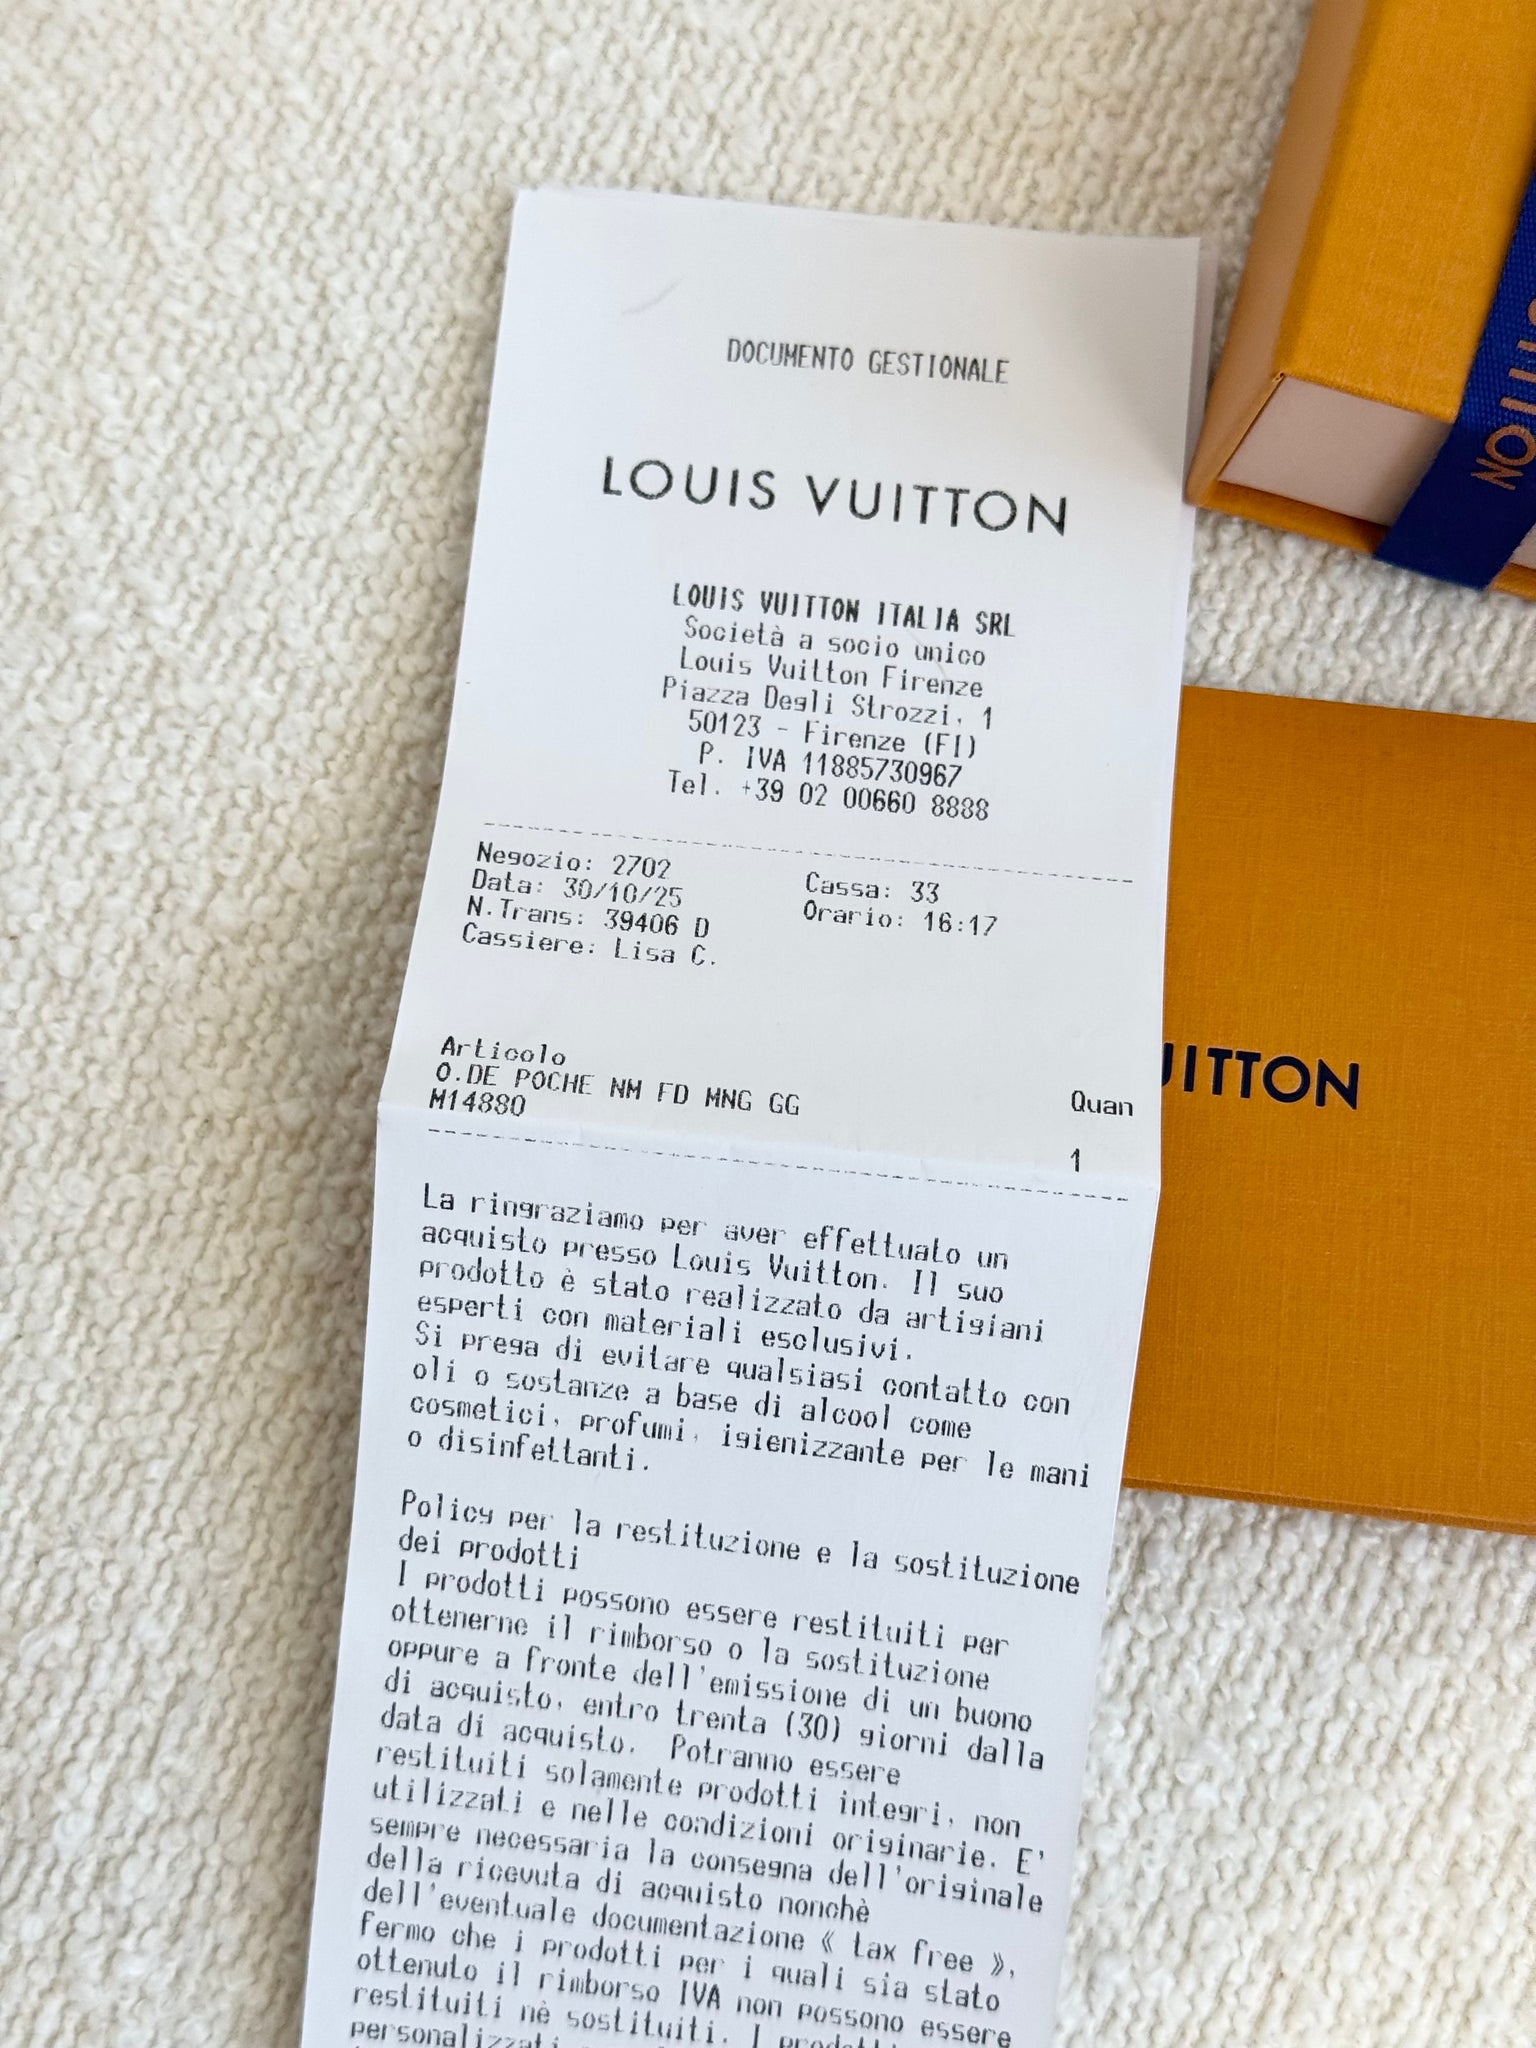 DOCUMENTO GESTIONALE
LOUIS VUITTON
LOUIS VUITTON ITALIA SRL
Società a socio unico
Louis Vuitton Firenze
Piazza Degli Strozzi, 1
50123 - Firenze (FI)
P. IVA 11885730967
Tel. +39 02 00660 8888
Negozio: 2702 Cassa: 33
Data: 30/10/25 Orario: 16:17
N.Trans: 39406 D
Cassiere: Lisa C.
Articolo Quan
O.DE POCHE NM FD MNG GG
M14880 1
La ringraziamo per aver effettuato un
acquisto presso Louis Vuitton. Il suo
prodotto è stato realizzato da artigiani
esperti con materiali esclusivi.
Si prega di evitare qualsiasi contatto con
oli o sostanze a base di alcool come
cosmetici, profumi, igienizzante per le mani
o disinfettanti.
Policy per la restituzione e la sostituzione
dei prodotti
I prodotti possono essere restituiti per
ottenerne il rimborso o la sostituzione
oppure a fronte dell'emissione di un buono
di acquisto, entro trenta (30) giorni dalla
data di acquisto. Potranno essere
restituiti solamente prodotti integri, non
utilizzati e nelle condizioni originarie. E'
sempre necessaria la consegna dell'originale
della ricevuta di acquisto nonchè
dell'eventuale documentazione « tax free »,
fermo che i prodotti per i quali sia stato
ottenuto il rimborso IVA non possono essere
restituiti nè sostituiti. I prodotti
personalizzati
UITTON
UITTON